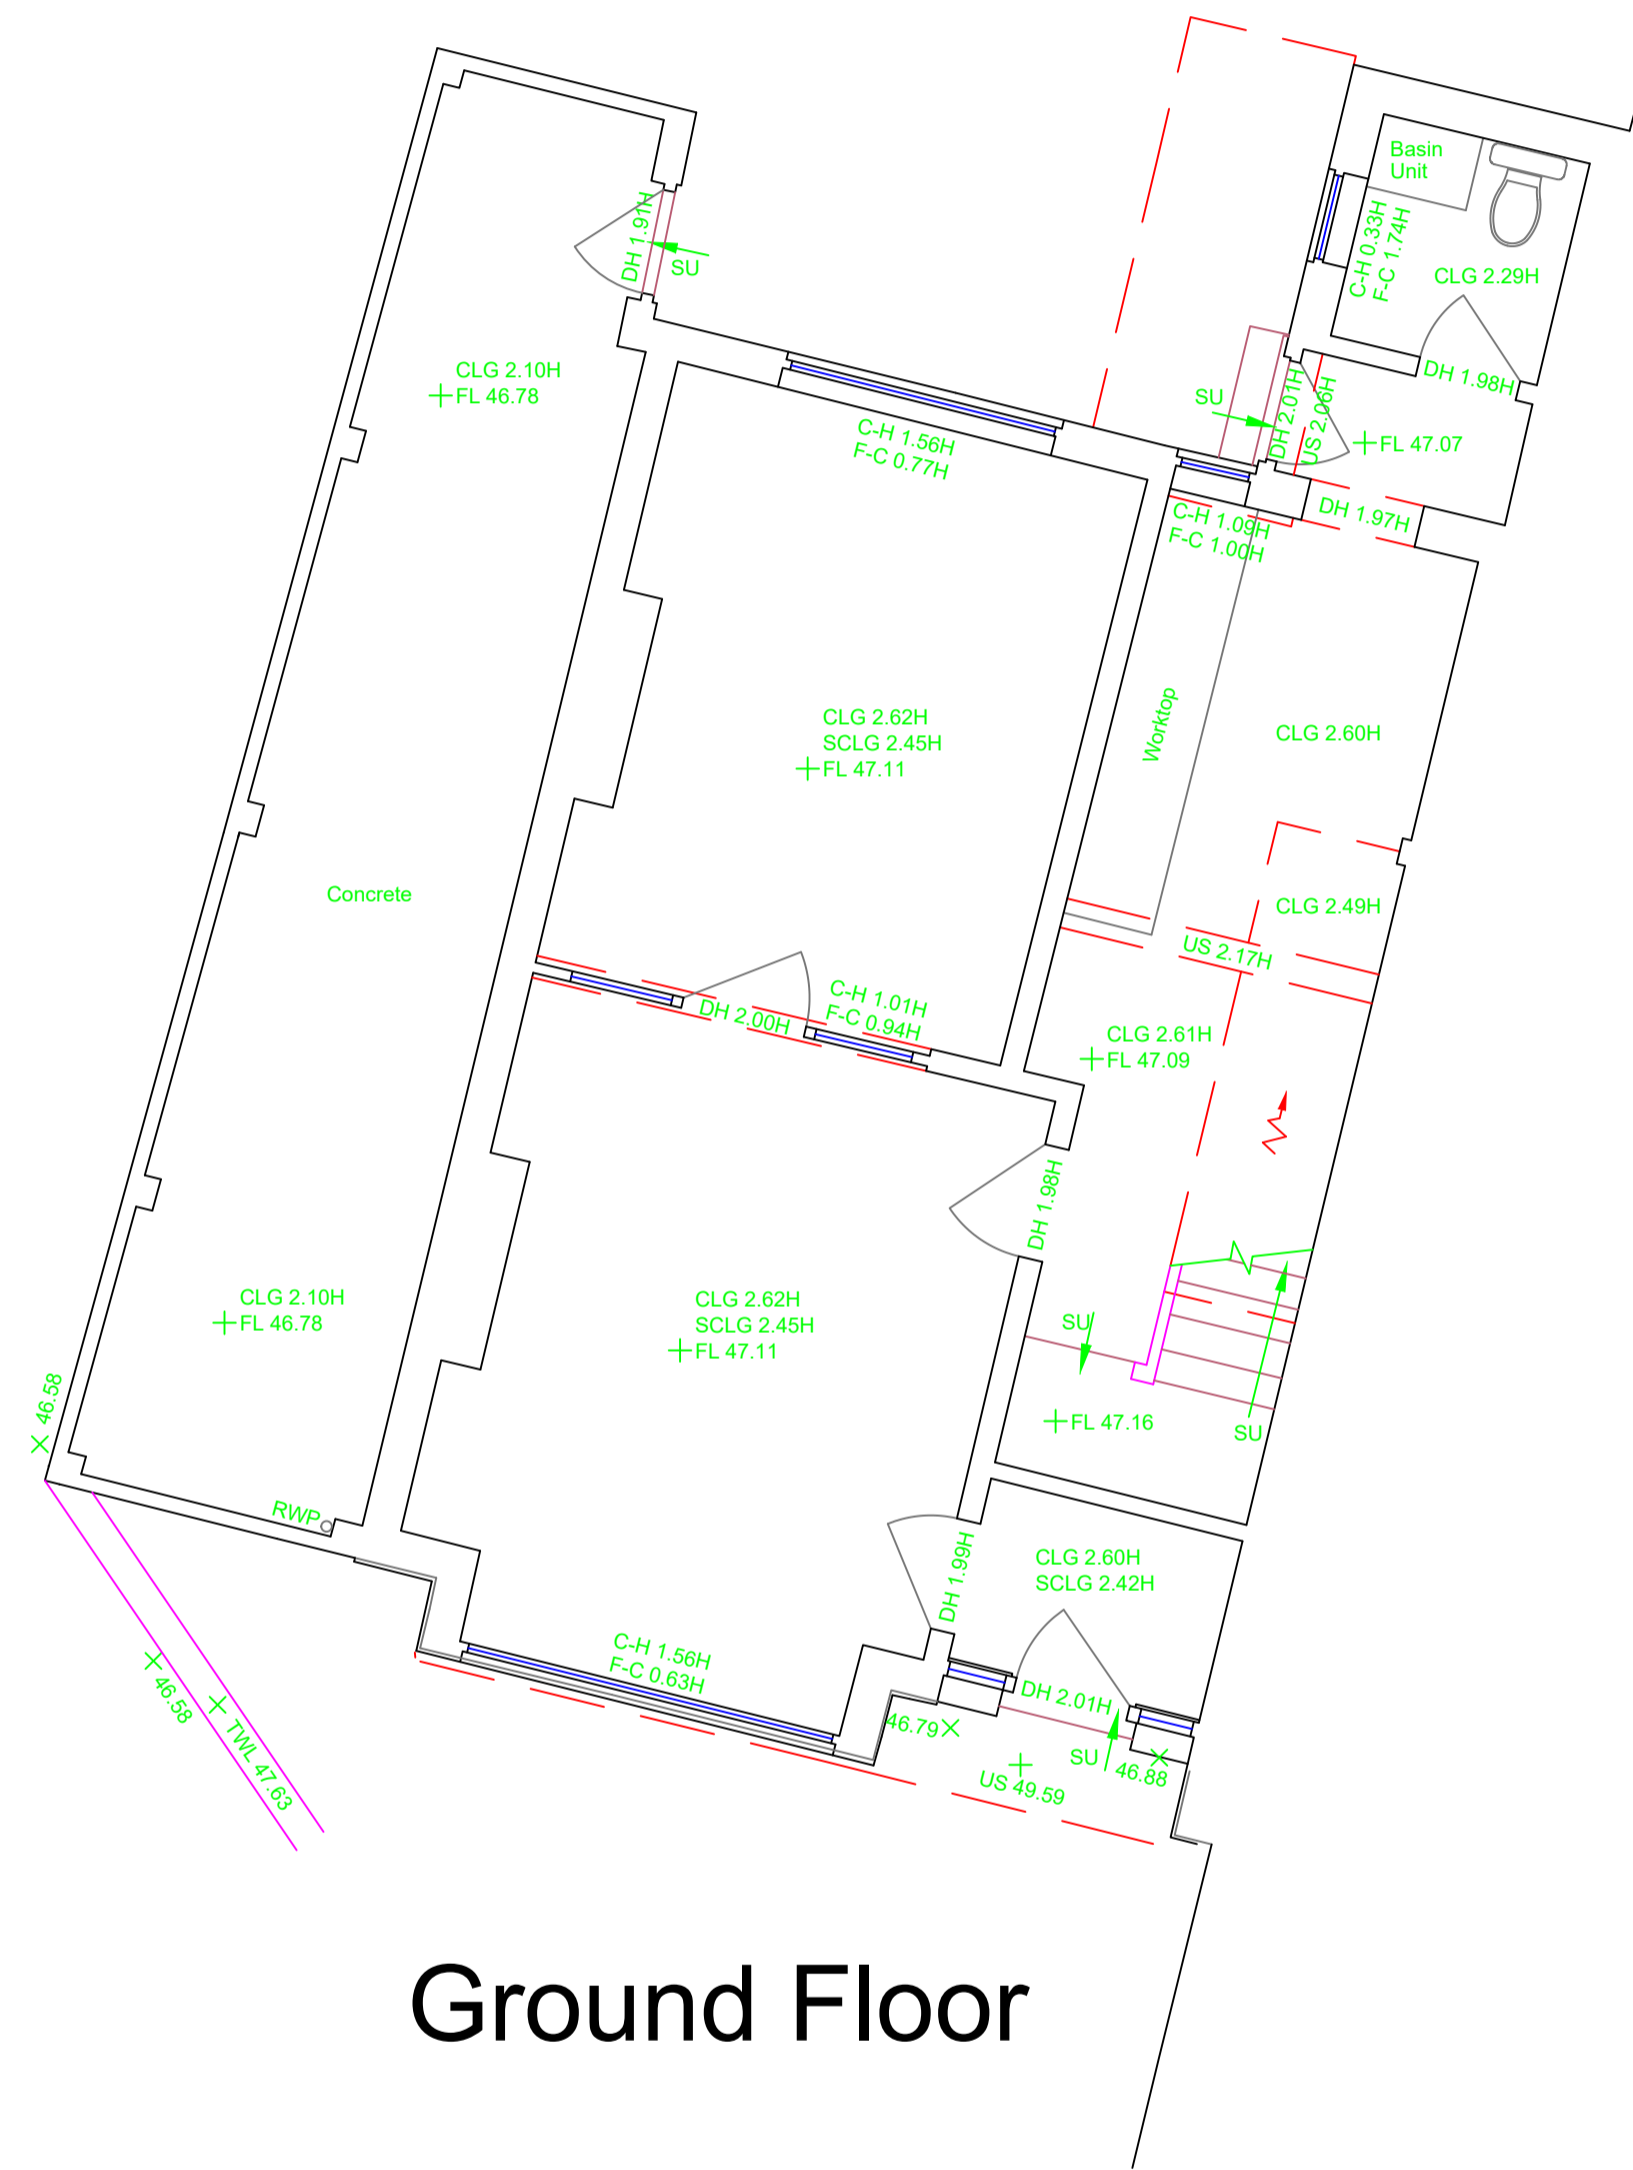 Basin
Unit
DH 1.91H
SU
C-H 0.33H
F-C 1.74H
CLG 2.29H
CLG 2.10H
FL 46.78
SU
DH 2.01H
US 2.06H
DH 1.98H
C-H 1.56H
F-C 0.77H
FL 47.07
C-H 1.09H
F-C 1.00H
DH 1.97H
CLG 2.62H
SCLG 2.45H
FL 47.11
Worktop
CLG 2.60H
Concrete
CLG 2.49H
US 2.17H
DH 2.00H
C-H 1.01H
F-C 0.94H
CLG 2.61H
FL 47.09
DH 1.98H
CLG 2.10H
FL 46.78
CLG 2.62H
SCLG 2.45H
FL 47.11
SU
46.58
FL 47.16
SU
RWP
DH 1.99H
CLG 2.60H
SCLG 2.42H
C-H 1.56H
F-C 0.63H
46.58
TWL 47.63
DH 2.01H
46.79
SU
46.88
US 49.59
Ground Floor